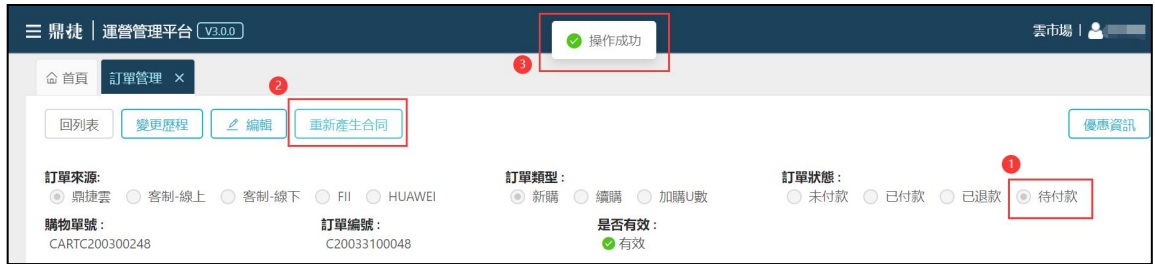 鼎捷 | 運營管理平台 V3.0.0
操作成功
雲市場 |
3
首頁 訂單管理 ×
2
回列表 變更歷程 編輯 重新產生合同 優惠資訊
1
訂單來源: 訂單類型: 訂單狀態:
鼎捷雲 客制-線上 客制-線下 FII HUAWEI 新購 續購 加購U數 未付款 已付款 已退款 待付款
購物單號: 訂單編號: 是否有效:
CARTC200300248 C20033100048 有效